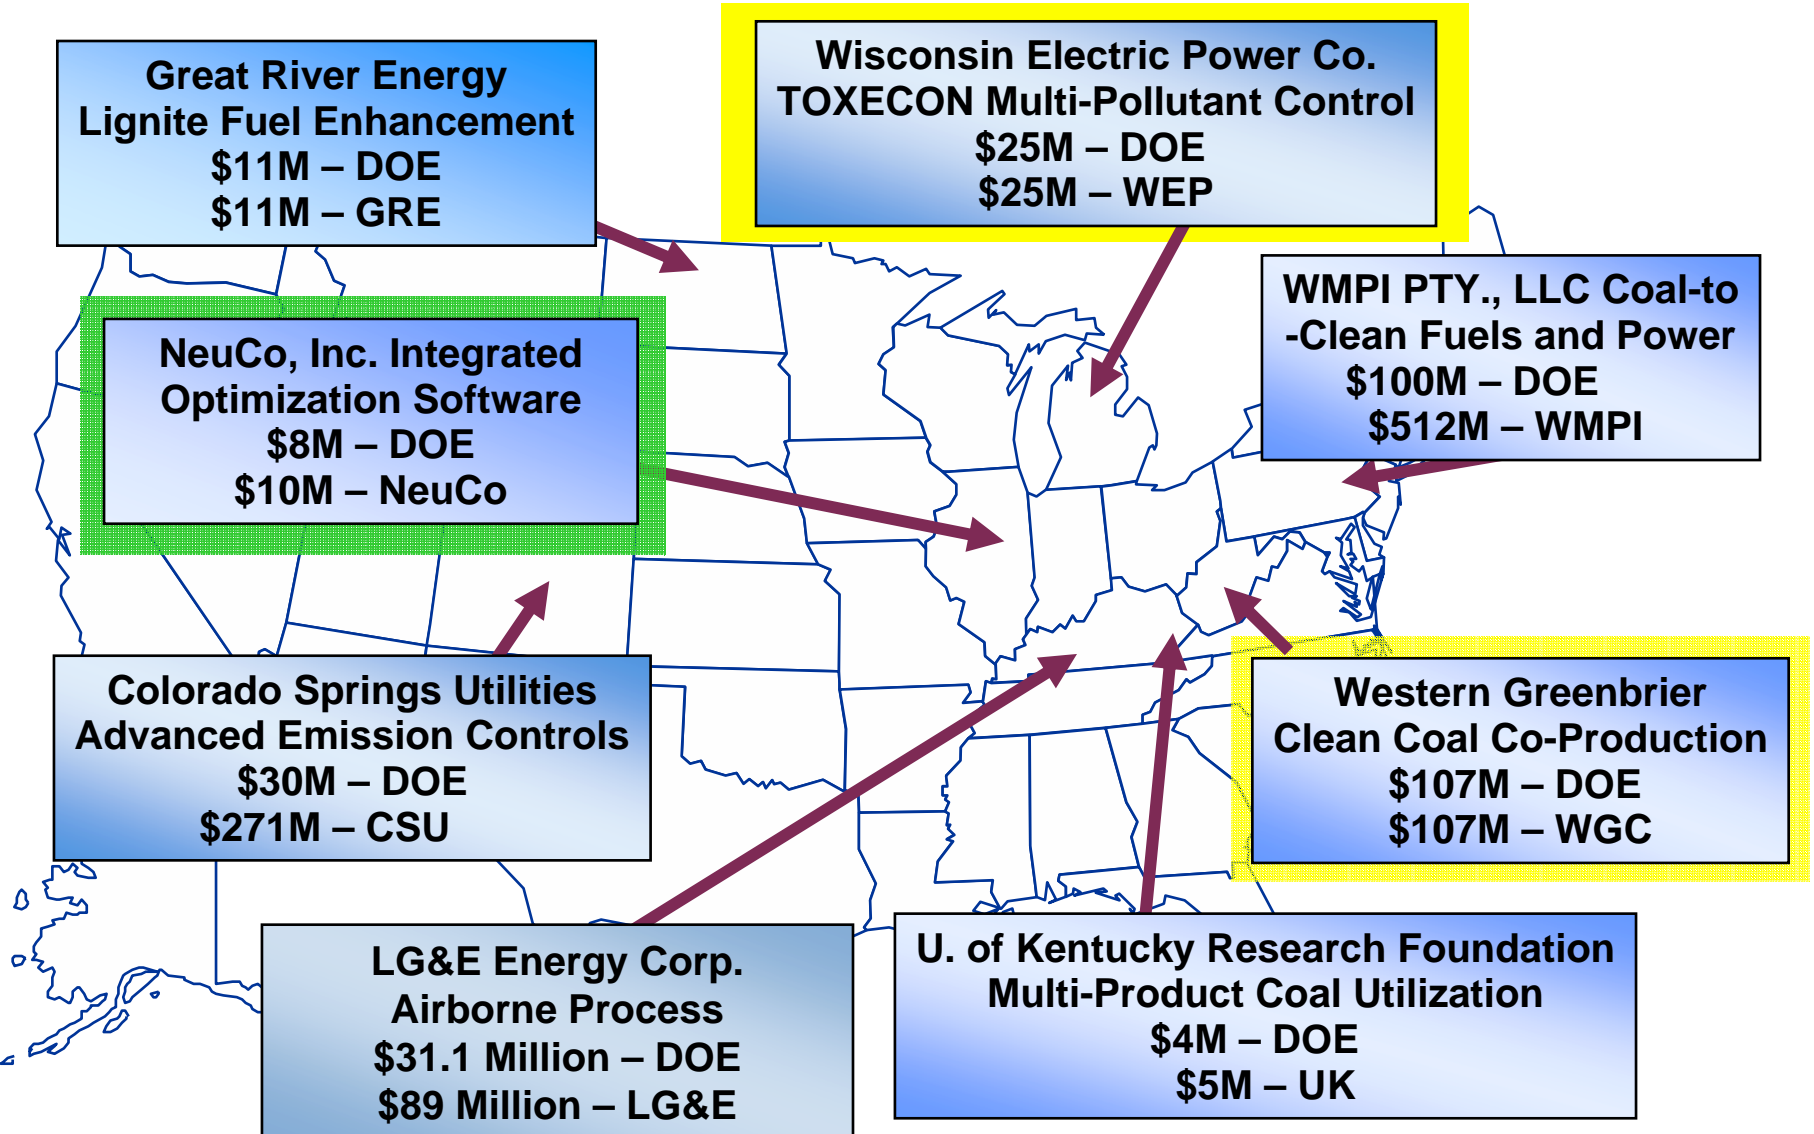 Great River Energy
Lignite Fuel Enhancement
$11M – DOE
$11M – GRE
Wisconsin Electric Power Co.
TOXECON Multi-Pollutant Control
$25M – DOE
$25M – WEP
WMPI PTY., LLC Coal-to
-Clean Fuels and Power
$100M – DOE
$512M – WMPI
NeuCo, Inc. Integrated
Optimization Software
$8M – DOE
$10M – NeuCo
Colorado Springs Utilities
Advanced Emission Controls
$30M – DOE
$271M – CSU
Western Greenbrier
Clean Coal Co-Production
$107M – DOE
$107M – WGC
LG&E Energy Corp.
Airborne Process
$31.1 Million – DOE
$89 Million – LG&E
U. of Kentucky Research Foundation
Multi-Product Coal Utilization
$4M – DOE
$5M – UK